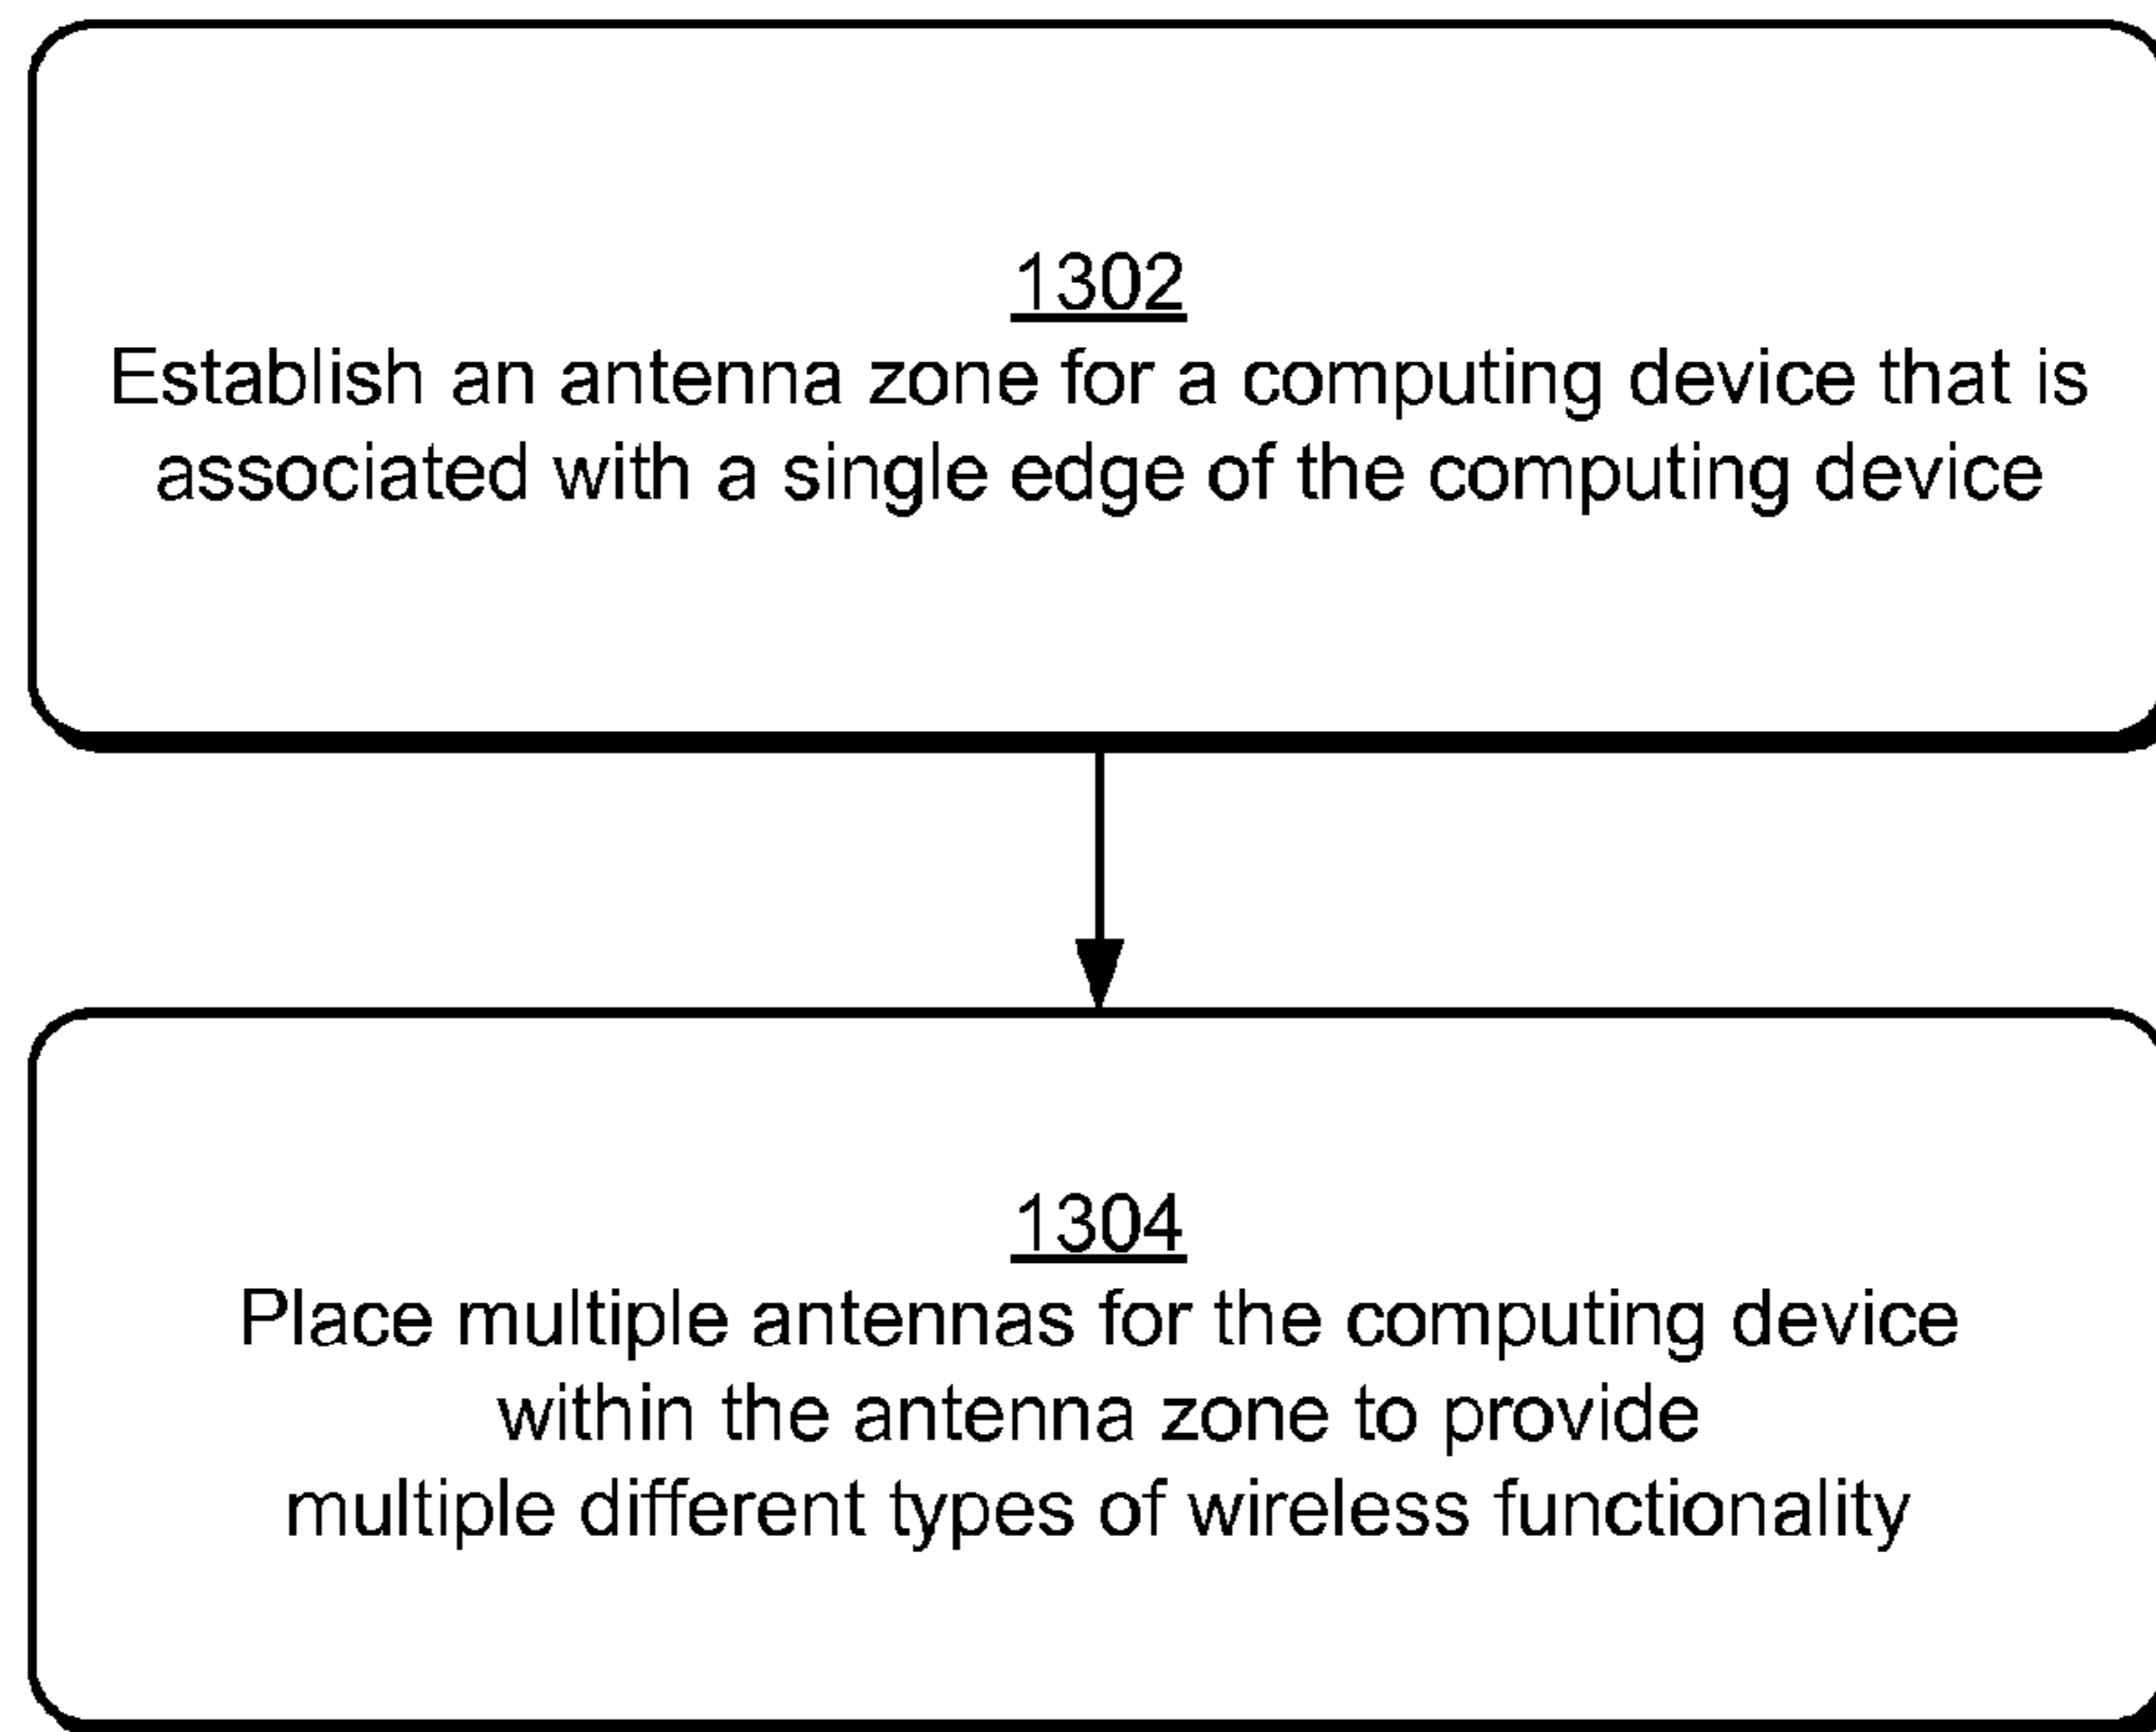 1302
Establish an antenna zone for a computing device that is
associated with a single edge of the computing device
1304
Place multiple antennas for the computing device
within the antenna zone to provide
multiple different types of wireless functionality